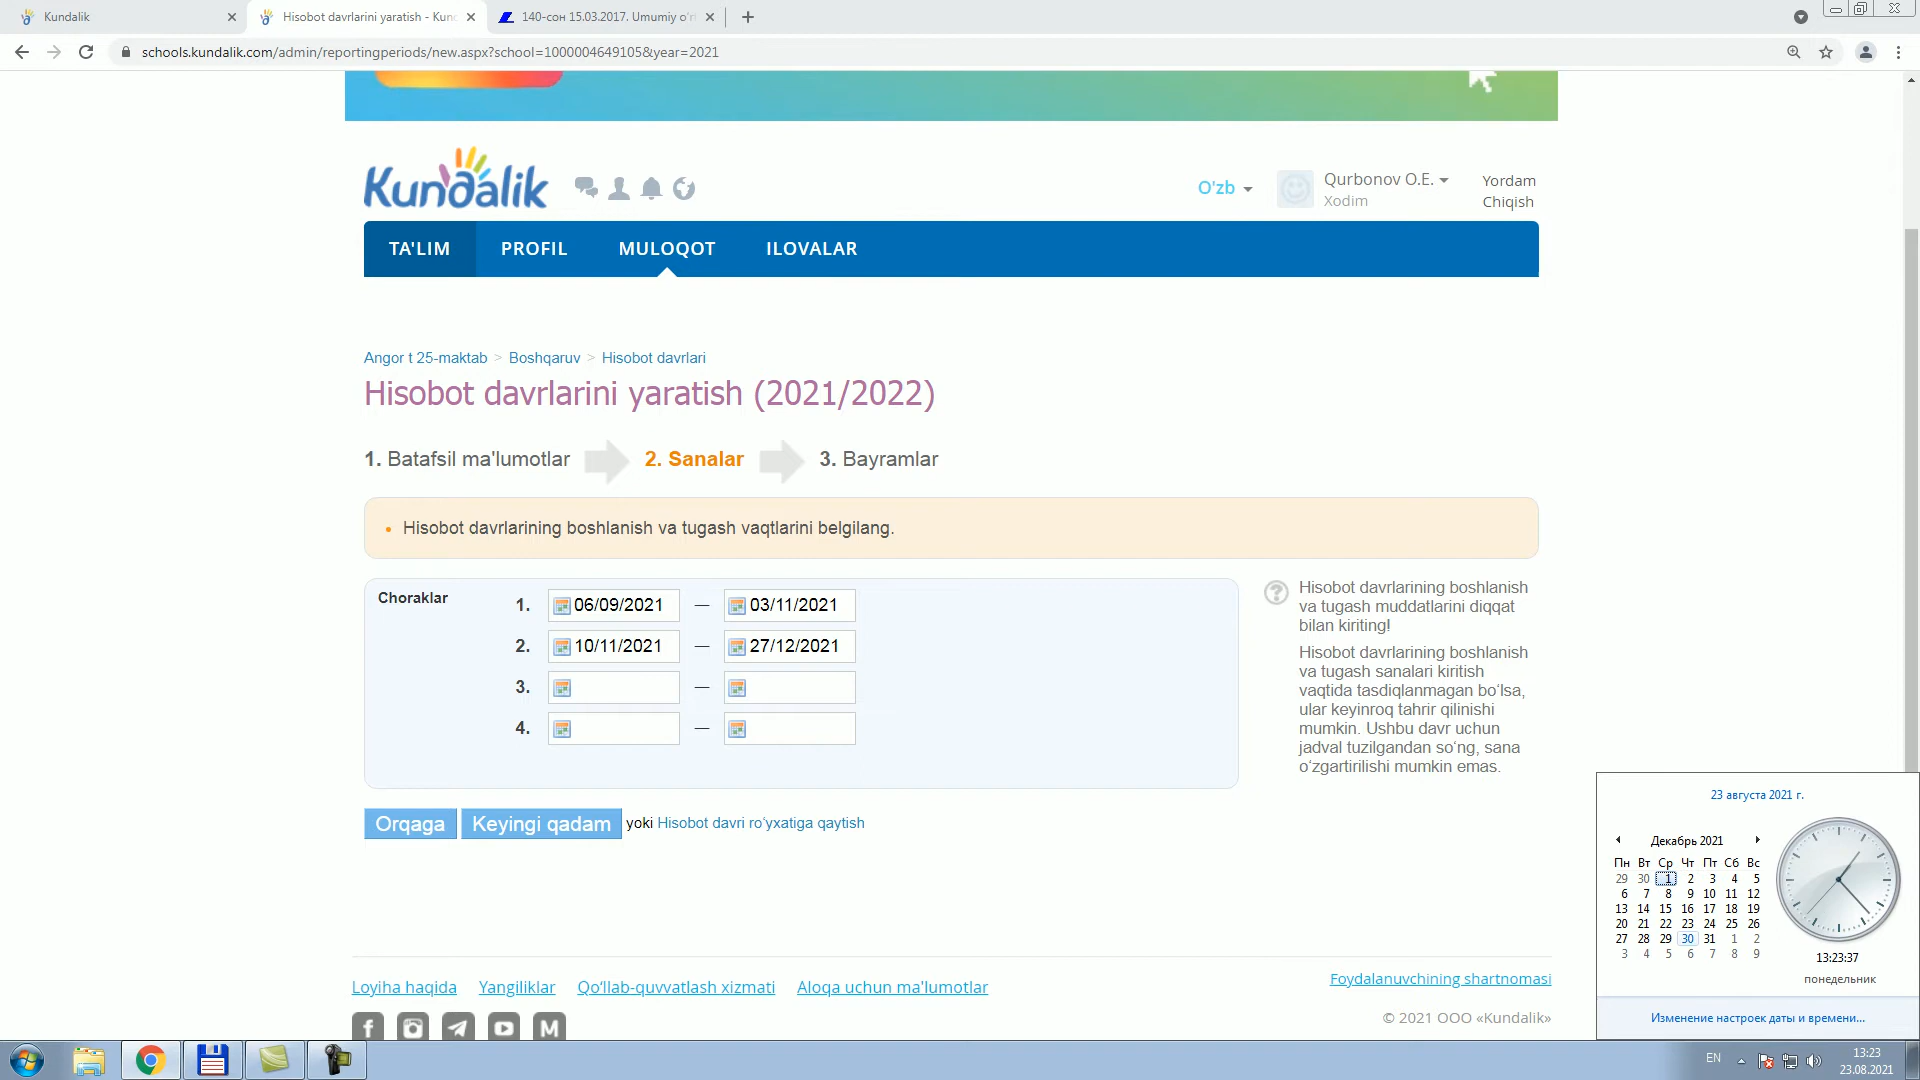 Kundalik
Hisobot davrlarini yaratish - Kund
140-сон 15.03.2017. Umumiy o'r
schools.kundalik.com/admin/reportingperiods/new.aspx?school=1000004649105&year=2021
Kundalik
O'zb
Qurbonov O.E.
Xodim
Yordam
Chiqish
TA'LIM
PROFIL
MULOQOT
ILOVALAR
Angor t 25-maktab > Boshqaruv > Hisobot davrlari
Hisobot davrlarini yaratish (2021/2022)
1. Batafsil ma'lumotlar
2. Sanalar
3. Bayramlar
Hisobot davrlarining boshlanish va tugash vaqtlarini belgilang.
Choraklar
1. 06/09/2021 — 03/11/2021
2. 10/11/2021 — 27/12/2021
3. —
4. —
Hisobot davrlarining boshlanish
va tugash muddatlarini diqqat
bilan kiriting!
Hisobot davrlarining boshlanish
va tugash sanalari kiritish
vaqtida tasdiqlanmagan bo‘lsa,
ular keyinroq tahrir qilinishi
mumkin. Ushbu davr uchun
jadval tuzilgandan so‘ng, sana
o‘zgartirilishi mumkin emas.
Orqaga
Keyingi qadam
yoki Hisobot davri ro‘yxatiga qaytish
Loyiha haqida
Yangiliklar
Qo‘llab-quvvatlash xizmati
Aloqa uchun ma'lumotlar
Foydalanuvchining shartnomasi
© 2021 ООО «Kundalik»
23 августа 2021 г.
Декабрь 2021
Пн Вт Ср Чт Пт Сб Вс
29 30 1 2 3 4 5
6 7 8 9 10 11 12
13 14 15 16 17 18 19
20 21 22 23 24 25 26
27 28 29 30 31 1 2
3 4 5 6 7 8 9
13:23:37
понедельник
Изменение настроек даты и времени...
EN
13:23
23.08.2021